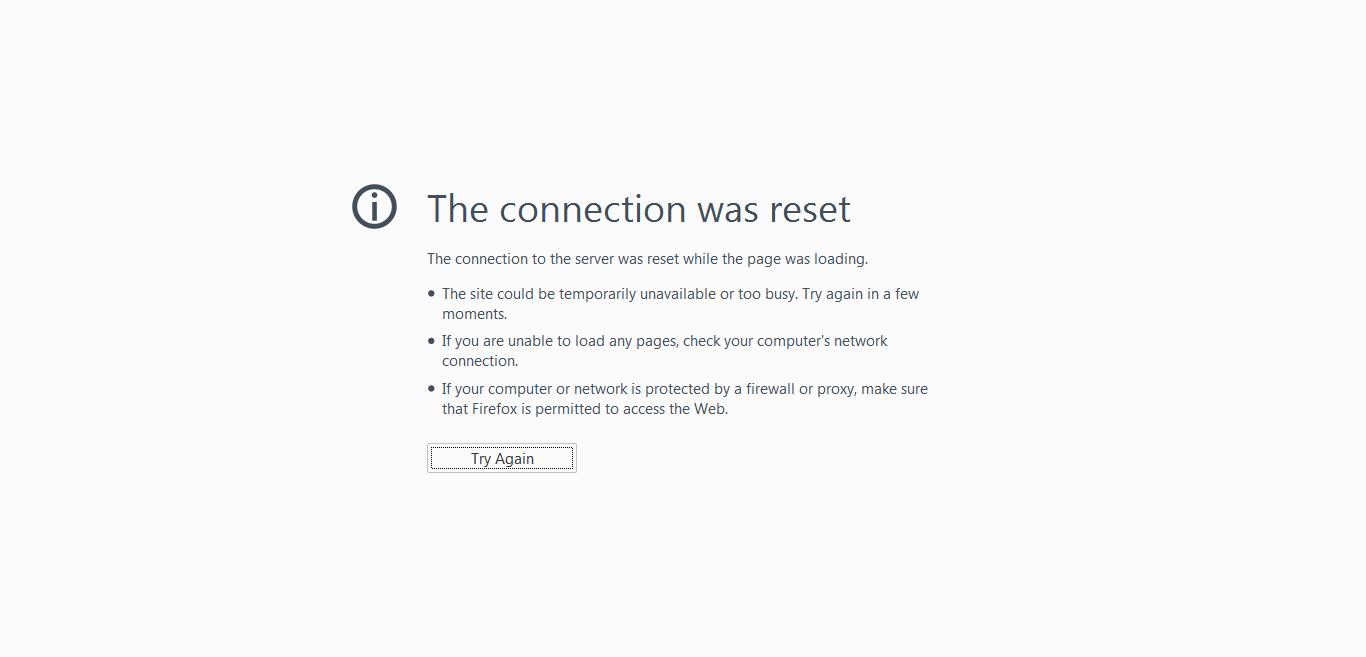 The connection was reset
The connection to the server was reset while the page was loading.
• The site could be temporarily unavailable or too busy. Try again in a few
moments.
• If you are unable to load any pages, check your computer's network
connection.
• If your computer or network is protected by a firewall or proxy, make sure
that Firefox is permitted to access the Web.
Try Again